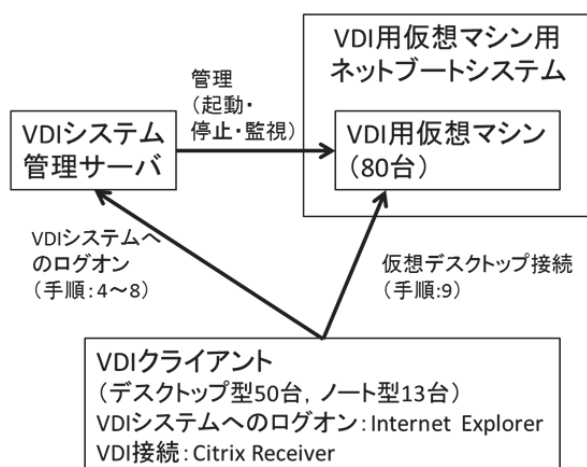 VDI用仮想マシン用
ネットブートシステム
管理
（起動・
停止・監視）
VDIシステム
管理サーバ
VDI用仮想マシン
（80台）
VDIシステムへ
のログオン
（手順：4～8）
仮想デスクトップ接続
（手順:9）
VDIクライアント
（デスクトップ型50台，ノート型13台）
VDIシステムへのログオン：Internet Explorer
VDI接続：Citrix Receiver